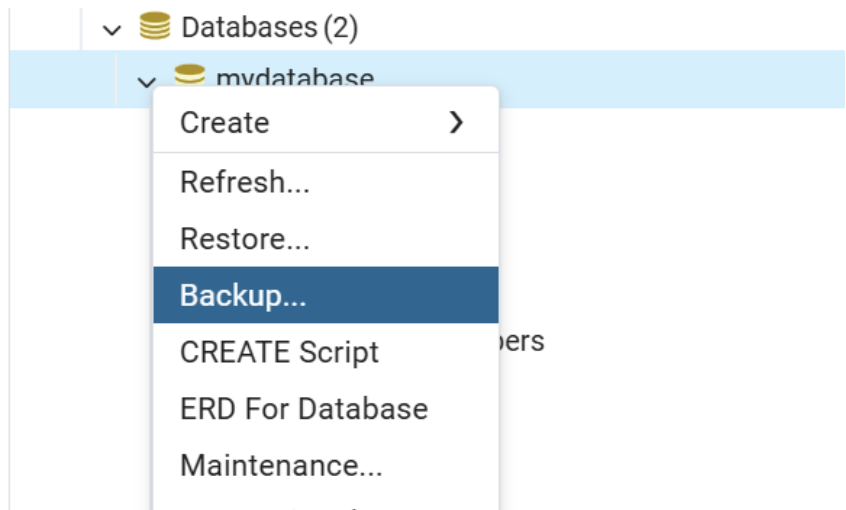 Databases (2)
mydatabase
Create
Refresh...
Restore...
Backup...
CREATE Script
ERD For Database
Maintenance...